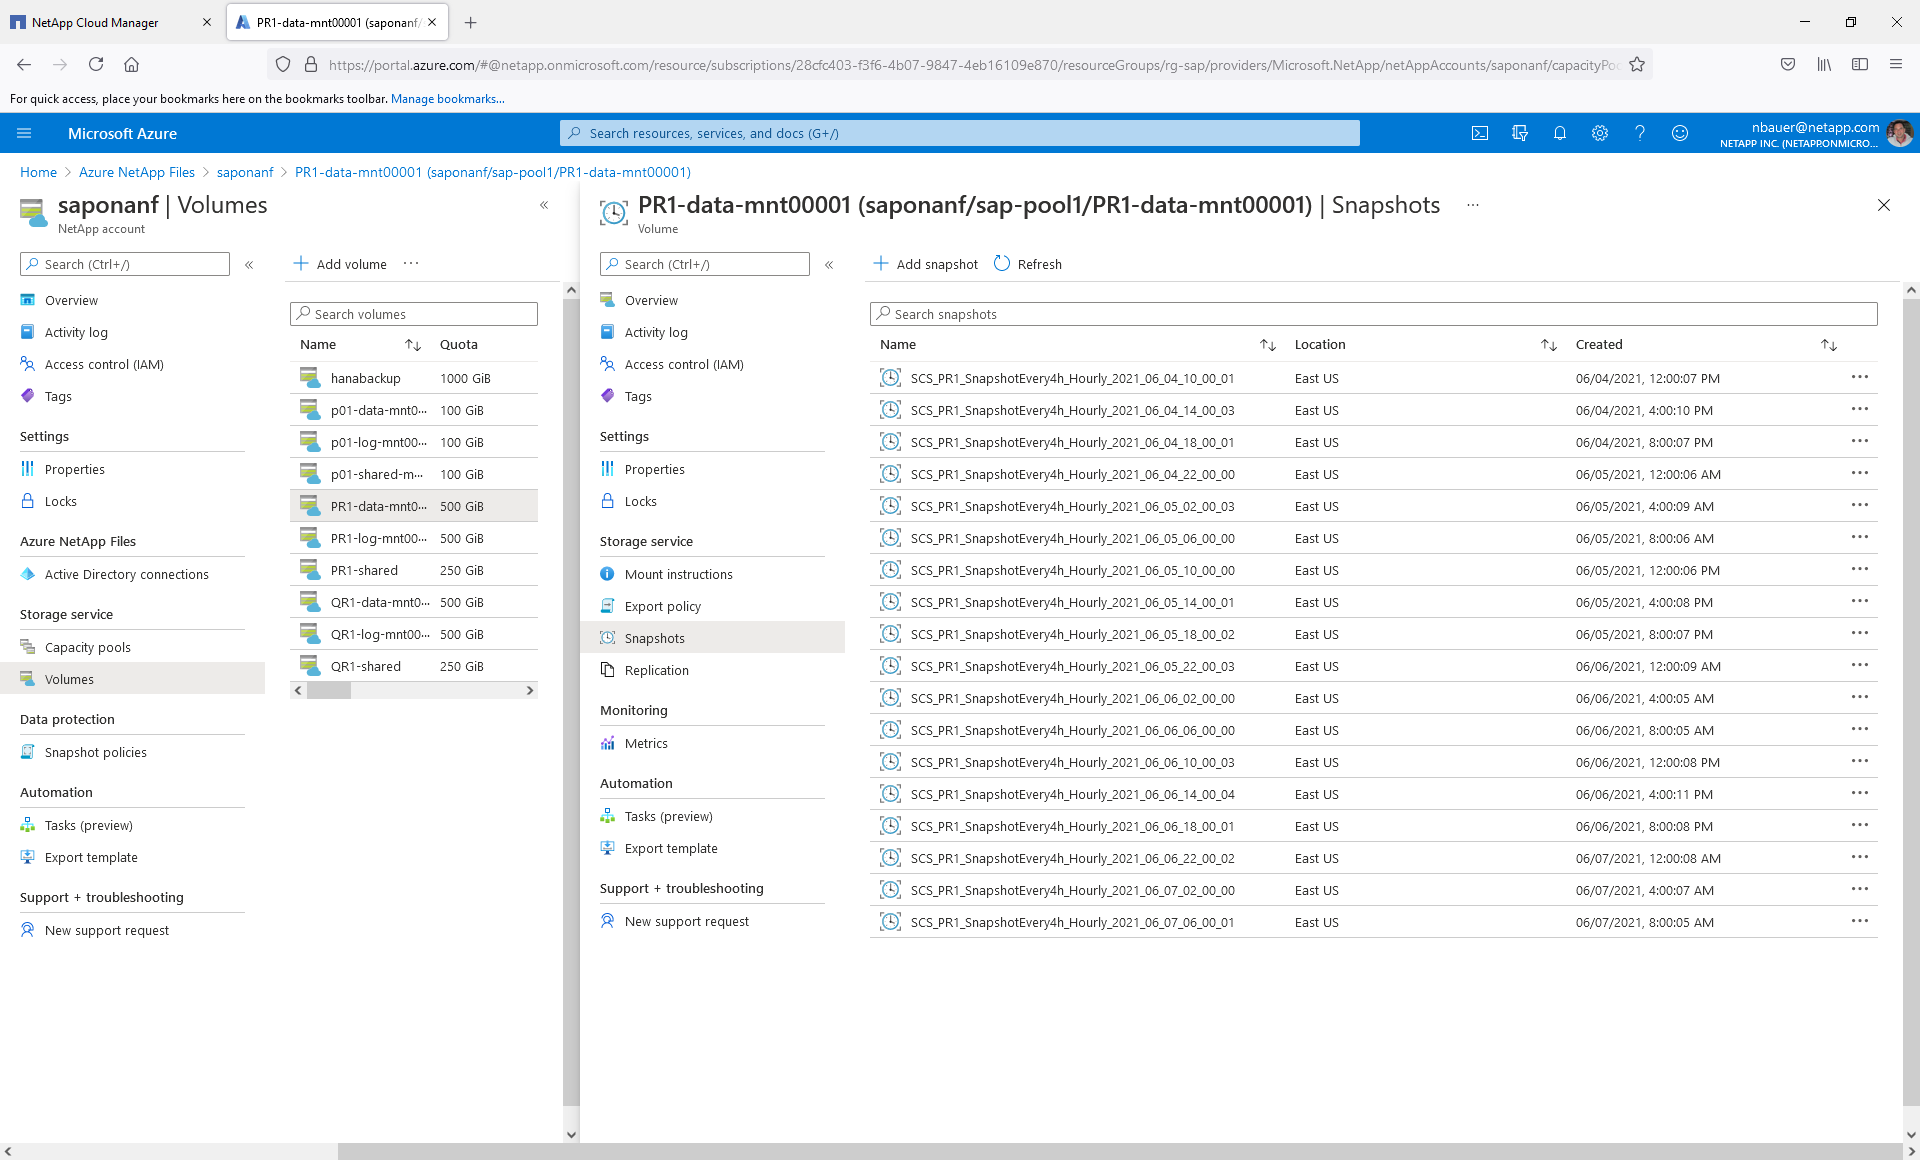 NetApp Cloud Manager
PR1-data-mnt00001 (saponanf/
https://portal.azure.com/#@netapp.onmicrosoft.com/resource/subscriptions/28cfc403-f3f6-4b07-9847-4eb16109e870/resourceGroups/rg-sap/providers/Microsoft.NetApp/netAppAccounts/saponanf/capacityPo
For quick access, place your bookmarks here on the bookmarks toolbar. Manage bookmarks...
Microsoft Azure
Search resources, services, and docs (G+/)
nbauer@netapp.com
NETAPP INC. (NETAPP.ONMICRO...
Home > Azure NetApp Files > saponanf > PR1-data-mnt00001 (saponanf/sap-pool1/PR1-data-mnt00001)
saponanf | Volumes
NetApp account
Search (Ctrl+/)
Overview
Activity log
Access control (IAM)
Tags
Settings
Properties
Locks
Azure NetApp Files
Active Directory connections
Storage service
Capacity pools
Volumes
Data protection
Snapshot policies
Automation
Tasks (preview)
Export template
Support + troubleshooting
New support request
Add volume ...
Search volumes
Name Quota
hanabackup 1000 GiB
p01-data-mnt0... 100 GiB
p01-log-mnt00... 100 GiB
p01-shared-m... 100 GiB
PR1-data-mnt0... 500 GiB
PR1-log-mnt00... 500 GiB
PR1-shared 250 GiB
QR1-data-mnt0... 500 GiB
QR1-log-mnt00... 500 GiB
QR1-shared 250 GiB
PR1-data-mnt00001 (saponanf/sap-pool1/PR1-data-mnt00001) | Snapshots ...
Volume
Search (Ctrl+/)
Overview
Activity log
Access control (IAM)
Tags
Settings
Properties
Locks
Storage service
Mount instructions
Export policy
Snapshots
Replication
Monitoring
Metrics
Automation
Tasks (preview)
Export template
Support + troubleshooting
New support request
Add snapshot Refresh
Search snapshots
Name Location Created
SCS_PR1_SnapshotEvery4h_Hourly_2021_06_04_10_00_01 East US 06/04/2021, 12:00:07 PM ...
SCS_PR1_SnapshotEvery4h_Hourly_2021_06_04_14_00_03 East US 06/04/2021, 4:00:10 PM ...
SCS_PR1_SnapshotEvery4h_Hourly_2021_06_04_18_00_01 East US 06/04/2021, 8:00:07 PM ...
SCS_PR1_SnapshotEvery4h_Hourly_2021_06_04_22_00_00 East US 06/05/2021, 12:00:06 AM ...
SCS_PR1_SnapshotEvery4h_Hourly_2021_06_05_02_00_03 East US 06/05/2021, 4:00:09 AM ...
SCS_PR1_SnapshotEvery4h_Hourly_2021_06_05_06_00_00 East US 06/05/2021, 8:00:06 AM ...
SCS_PR1_SnapshotEvery4h_Hourly_2021_06_05_10_00_00 East US 06/05/2021, 12:00:06 PM ...
SCS_PR1_SnapshotEvery4h_Hourly_2021_06_05_14_00_01 East US 06/05/2021, 4:00:08 PM ...
SCS_PR1_SnapshotEvery4h_Hourly_2021_06_05_18_00_02 East US 06/05/2021, 8:00:07 PM ...
SCS_PR1_SnapshotEvery4h_Hourly_2021_06_05_22_00_03 East US 06/06/2021, 12:00:09 AM ...
SCS_PR1_SnapshotEvery4h_Hourly_2021_06_06_02_00_00 East US 06/06/2021, 4:00:05 AM ...
SCS_PR1_SnapshotEvery4h_Hourly_2021_06_06_06_00_00 East US 06/06/2021, 8:00:05 AM ...
SCS_PR1_SnapshotEvery4h_Hourly_2021_06_06_10_00_03 East US 06/06/2021, 12:00:08 PM ...
SCS_PR1_SnapshotEvery4h_Hourly_2021_06_06_14_00_04 East US 06/06/2021, 4:00:11 PM ...
SCS_PR1_SnapshotEvery4h_Hourly_2021_06_06_18_00_01 East US 06/06/2021, 8:00:08 PM ...
SCS_PR1_SnapshotEvery4h_Hourly_2021_06_06_22_00_02 East US 06/07/2021, 12:00:08 AM ...
SCS_PR1_SnapshotEvery4h_Hourly_2021_06_07_02_00_00 East US 06/07/2021, 4:00:07 AM ...
SCS_PR1_SnapshotEvery4h_Hourly_2021_06_07_06_00_01 East US 06/07/2021, 8:00:05 AM ...